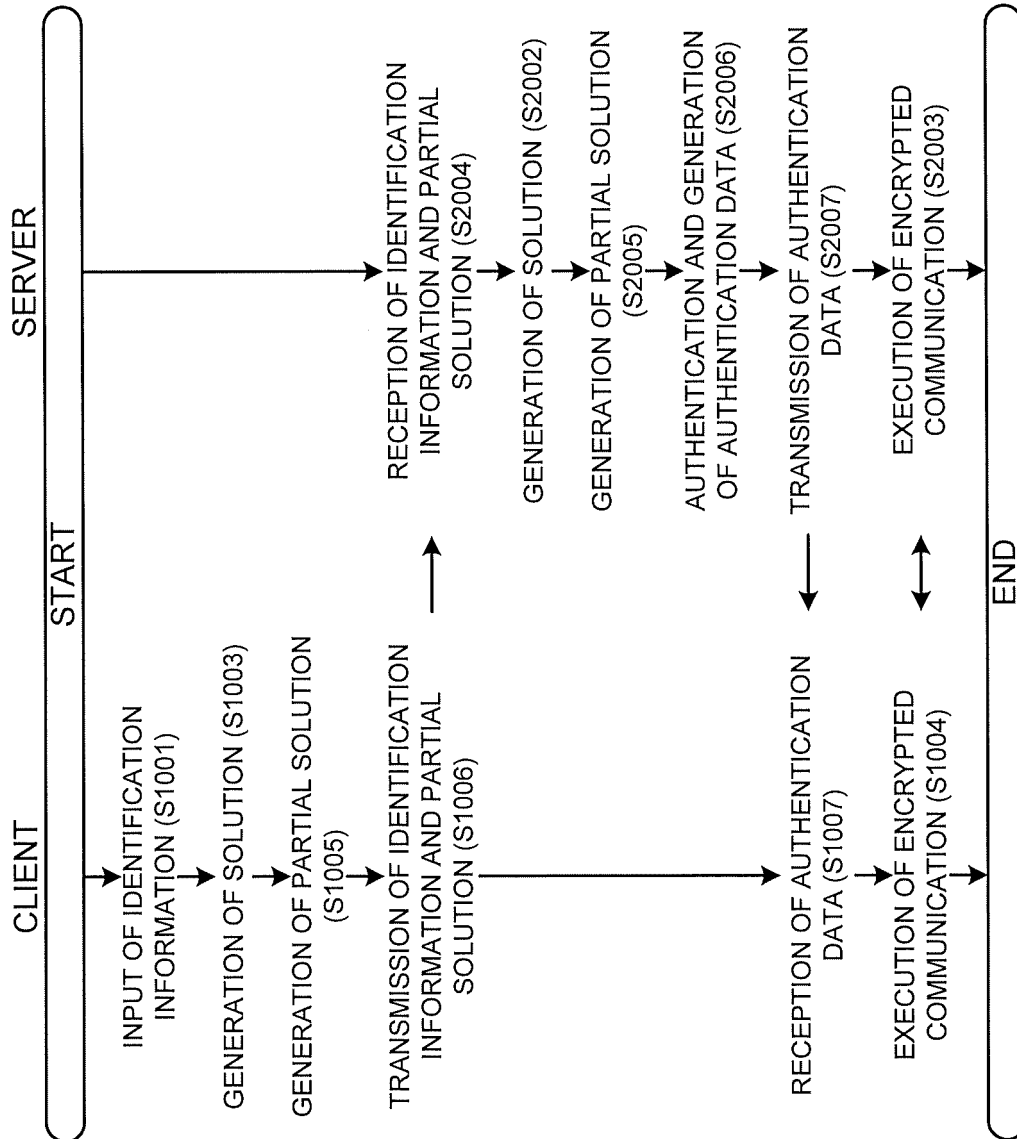 CLIENT
SERVER
START
INPUT OF IDENTIFICATION
INFORMATION (S1001)
GENERATION OF SOLUTION (S1003)
GENERATION OF PARTIAL SOLUTION
(S1005)
TRANSMISSION OF IDENTIFICATION
INFORMATION AND PARTIAL
SOLUTION (S1006)
RECEPTION OF IDENTIFICATION
INFORMATION AND PARTIAL
SOLUTION (S2004)
GENERATION OF SOLUTION (S2002)
GENERATION OF PARTIAL SOLUTION
(S2005)
AUTHENTICATION AND GENERATION
OF AUTHENTICATION DATA (S2006)
TRANSMISSION OF AUTHENTICATION
DATA (S2007)
RECEPTION OF AUTHENTICATION
DATA (S1007)
EXECUTION OF ENCRYPTED
COMMUNICATION (S1004)
EXECUTION OF ENCRYPTED
COMMUNICATION (S2003)
END